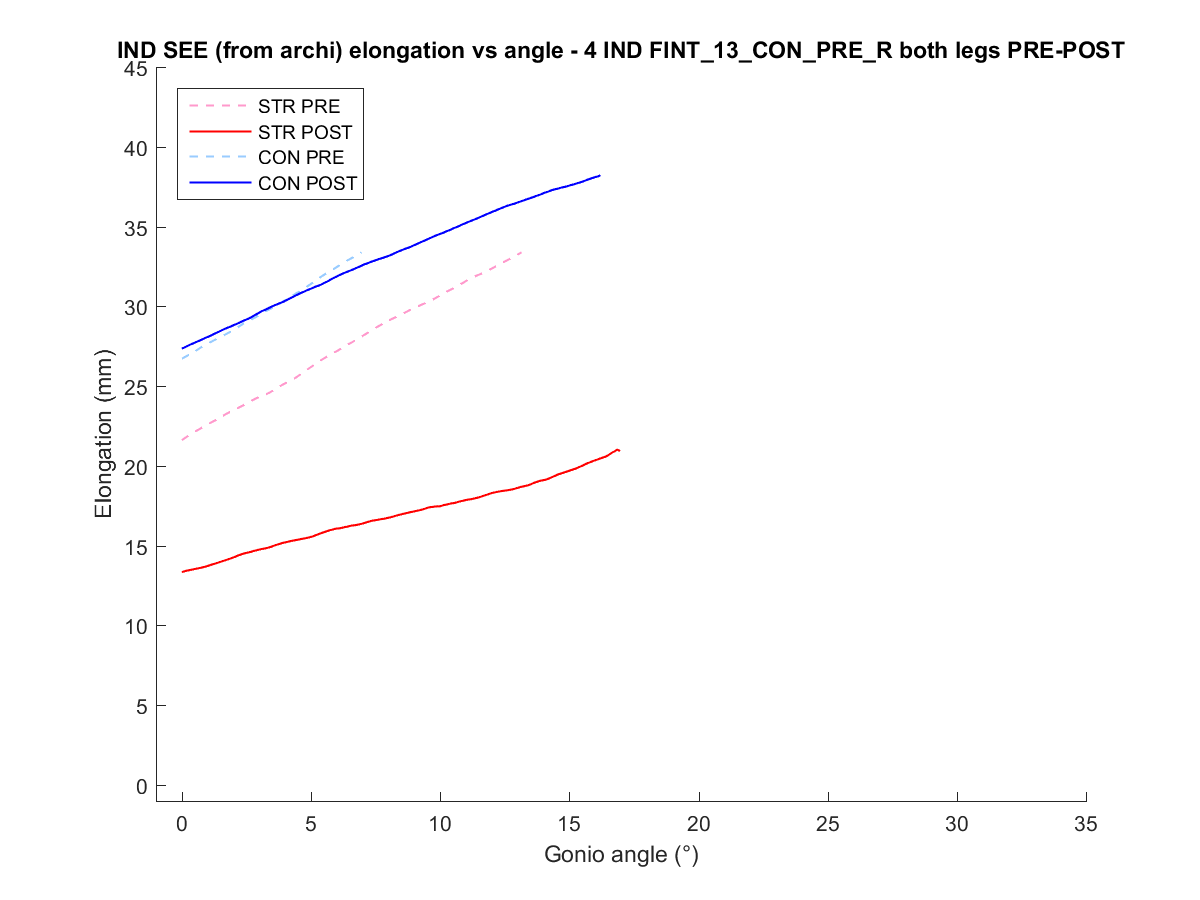 IND SEE (from archi) elongation vs angle - 4 IND FINT_13_CON_PRE_R both legs PRE-POST
45
40
35
30
25
20
15
10
5
0
Elongation (mm)
STR PRE
STR POST
CON PRE
CON POST
0 5 10 15 20 25 30 35
Gonio angle (°)